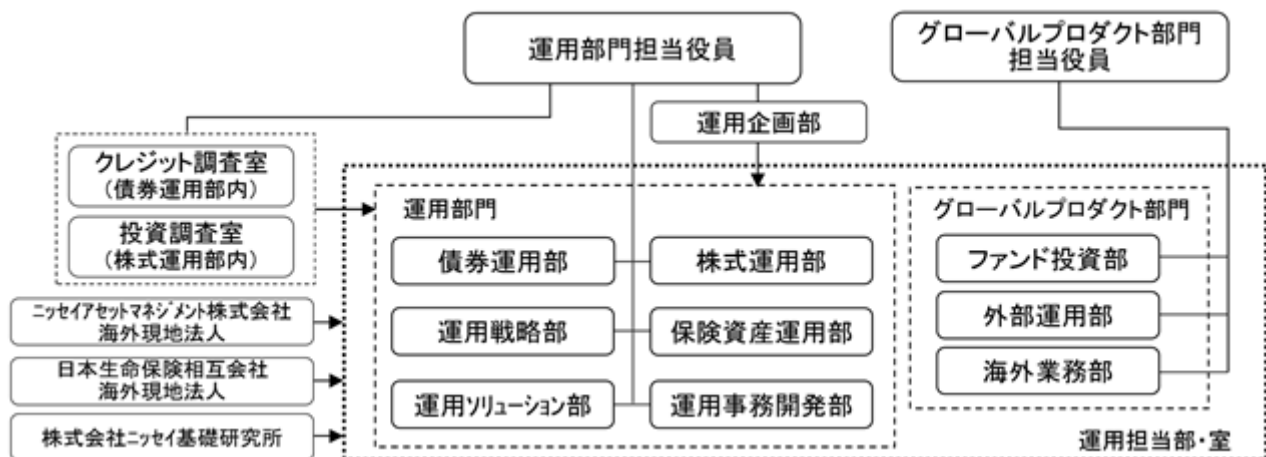 運用部門担当役員
グローバルプロダクト部門
担当役員
運用企画部
クレジット調査室
(債券運用部内)
投資調査室
(株式運用部内)
ニッセイアセットマネジメント株式会社
海外現地法人
日本生命保険相互会社
海外現地法人
株式会社ニッセイ基礎研究所
運用部門
債券運用部
株式運用部
運用戦略部
保険資産運用部
運用ソリューション部
運用事務開発部
グローバルプロダクト部門
ファンド投資部
外部運用部
海外業務部
運用担当部・室